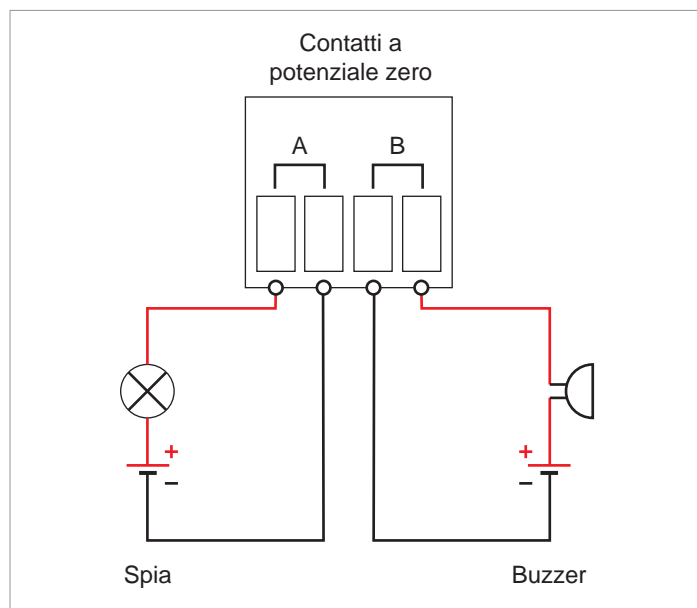 Contatti a
potenziale zero
A B
+ +
– –
Spia Buzzer